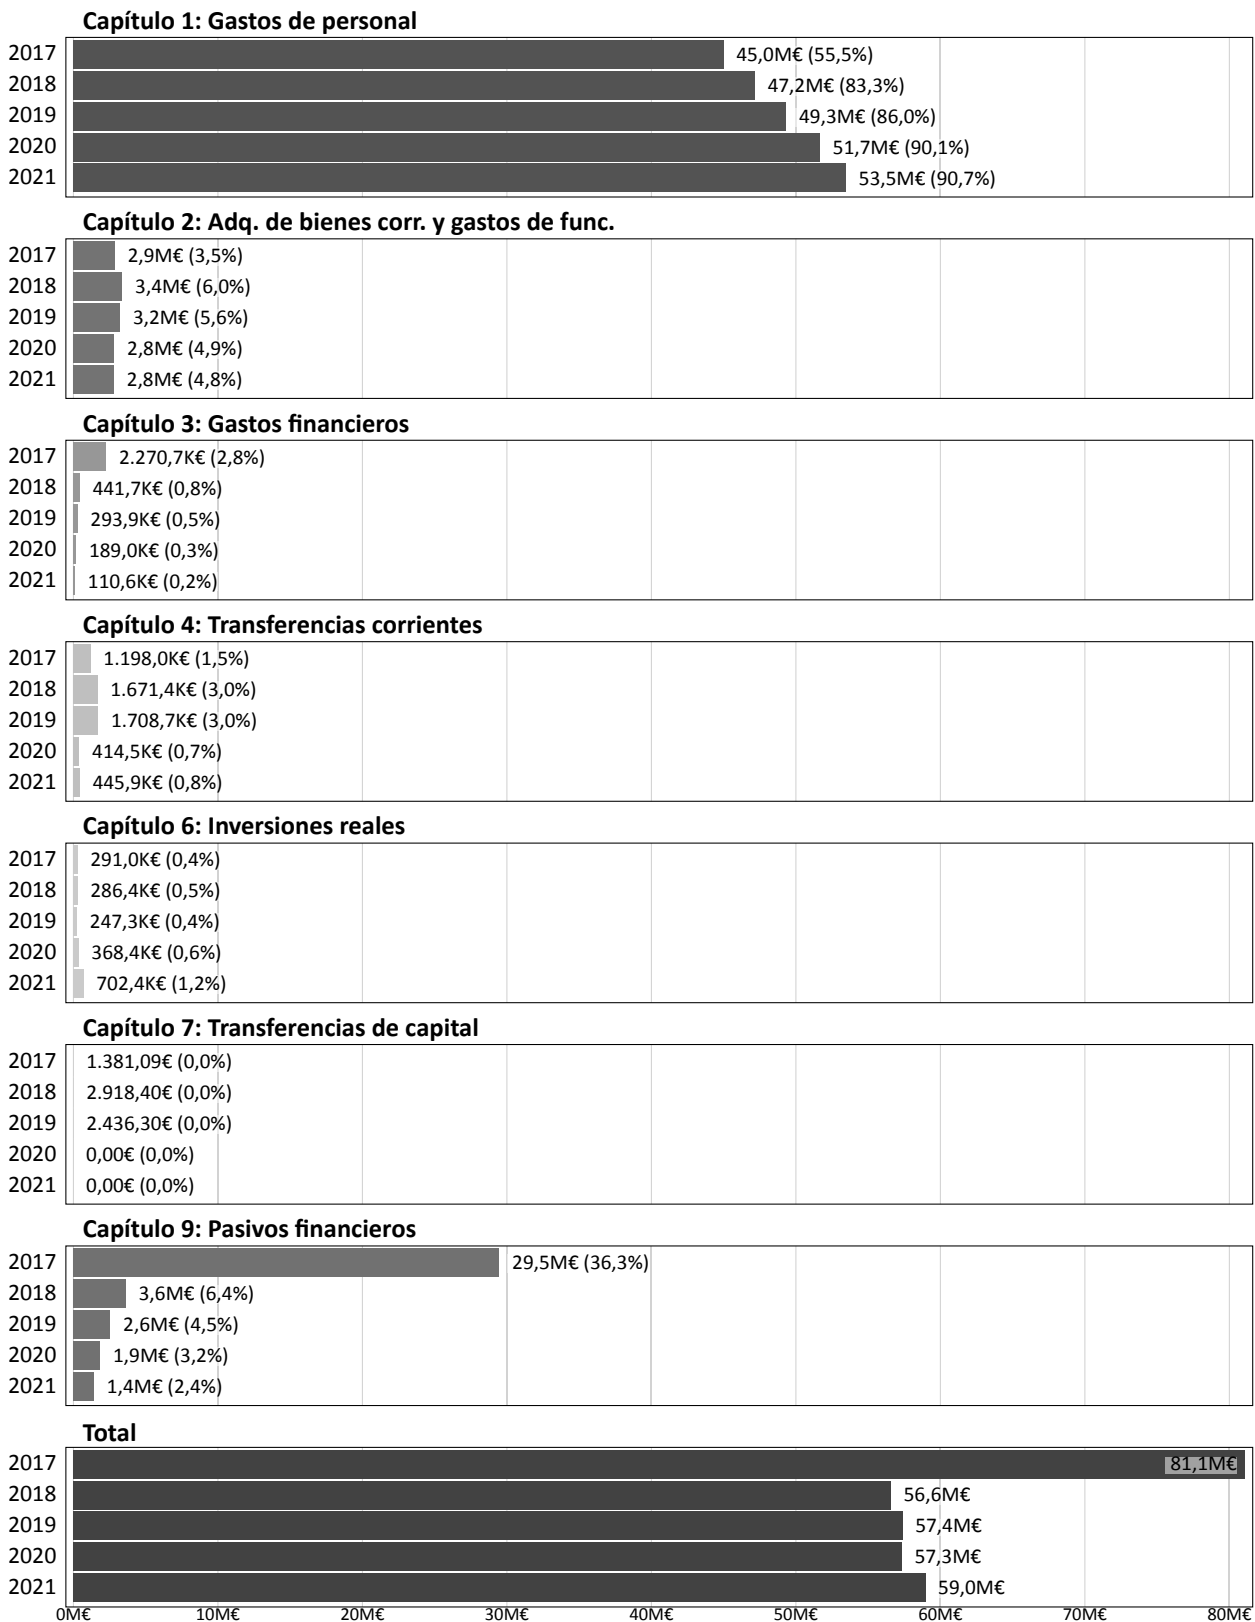 Capítulo 1: Gastos de personal
2017 45,0M€ (55,5%)
2018 47,2M€ (83,3%)
2019 49,3M€ (86,0%)
2020 51,7M€ (90,1%)
2021 53,5M€ (90,7%)
Capítulo 2: Adq. de bienes corr. y gastos de func.
2017 2,9M€ (3,5%)
2018 3,4M€ (6,0%)
2019 3,2M€ (5,6%)
2020 2,8M€ (4,9%)
2021 2,8M€ (4,8%)
Capítulo 3: Gastos financieros
2017 2.270,7K€ (2,8%)
2018 441,7K€ (0,8%)
2019 293,9K€ (0,5%)
2020 189,0K€ (0,3%)
2021 110,6K€ (0,2%)
Capítulo 4: Transferencias corrientes
2017 1.198,0K€ (1,5%)
2018 1.671,4K€ (3,0%)
2019 1.708,7K€ (3,0%)
2020 414,5K€ (0,7%)
2021 445,9K€ (0,8%)
Capítulo 6: Inversiones reales
2017 291,0K€ (0,4%)
2018 286,4K€ (0,5%)
2019 247,3K€ (0,4%)
2020 368,4K€ (0,6%)
2021 702,4K€ (1,2%)
Capítulo 7: Transferencias de capital
2017 1.381,09€ (0,0%)
2018 2.918,40€ (0,0%)
2019 2.436,30€ (0,0%)
2020 0,00€ (0,0%)
2021 0,00€ (0,0%)
Capítulo 9: Pasivos financieros
2017 29,5M€ (36,3%)
2018 3,6M€ (6,4%)
2019 2,6M€ (4,5%)
2020 1,9M€ (3,2%)
2021 1,4M€ (2,4%)
Total
2017 81,1M€
2018 56,6M€
2019 57,4M€
2020 57,3M€
2021 59,0M€
0M€ 10M€ 20M€ 30M€ 40M€ 50M€ 60M€ 70M€ 80M€